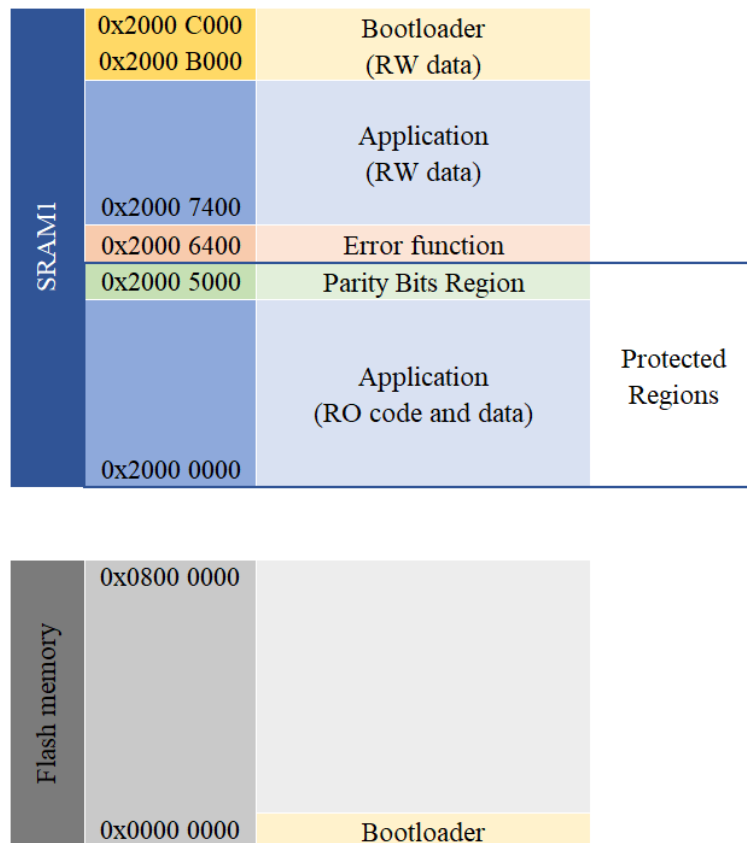 SRAM1
0x2000 C000
0x2000 B000
Bootloader
(RW data)
Application
(RW data)
0x2000 7400
0x2000 6400
Error function
0x2000 5000
Parity Bits Region
Application
(RO code and data)
0x2000 0000
Protected
Regions
Flash memory
0x0800 0000
0x0000 0000
Bootloader